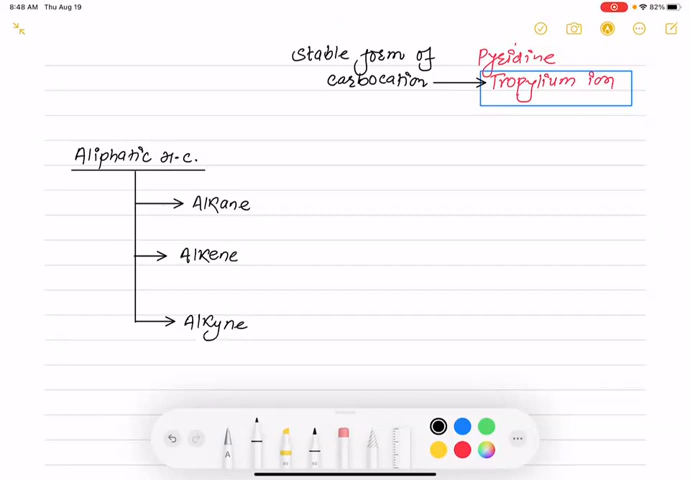 8:48 AM Thu Aug 19
82%
Stable form of Pyridine
carbocation Tropylium ion
Aliphatic H.C.
Alkane
Alkene
Alkyne
A